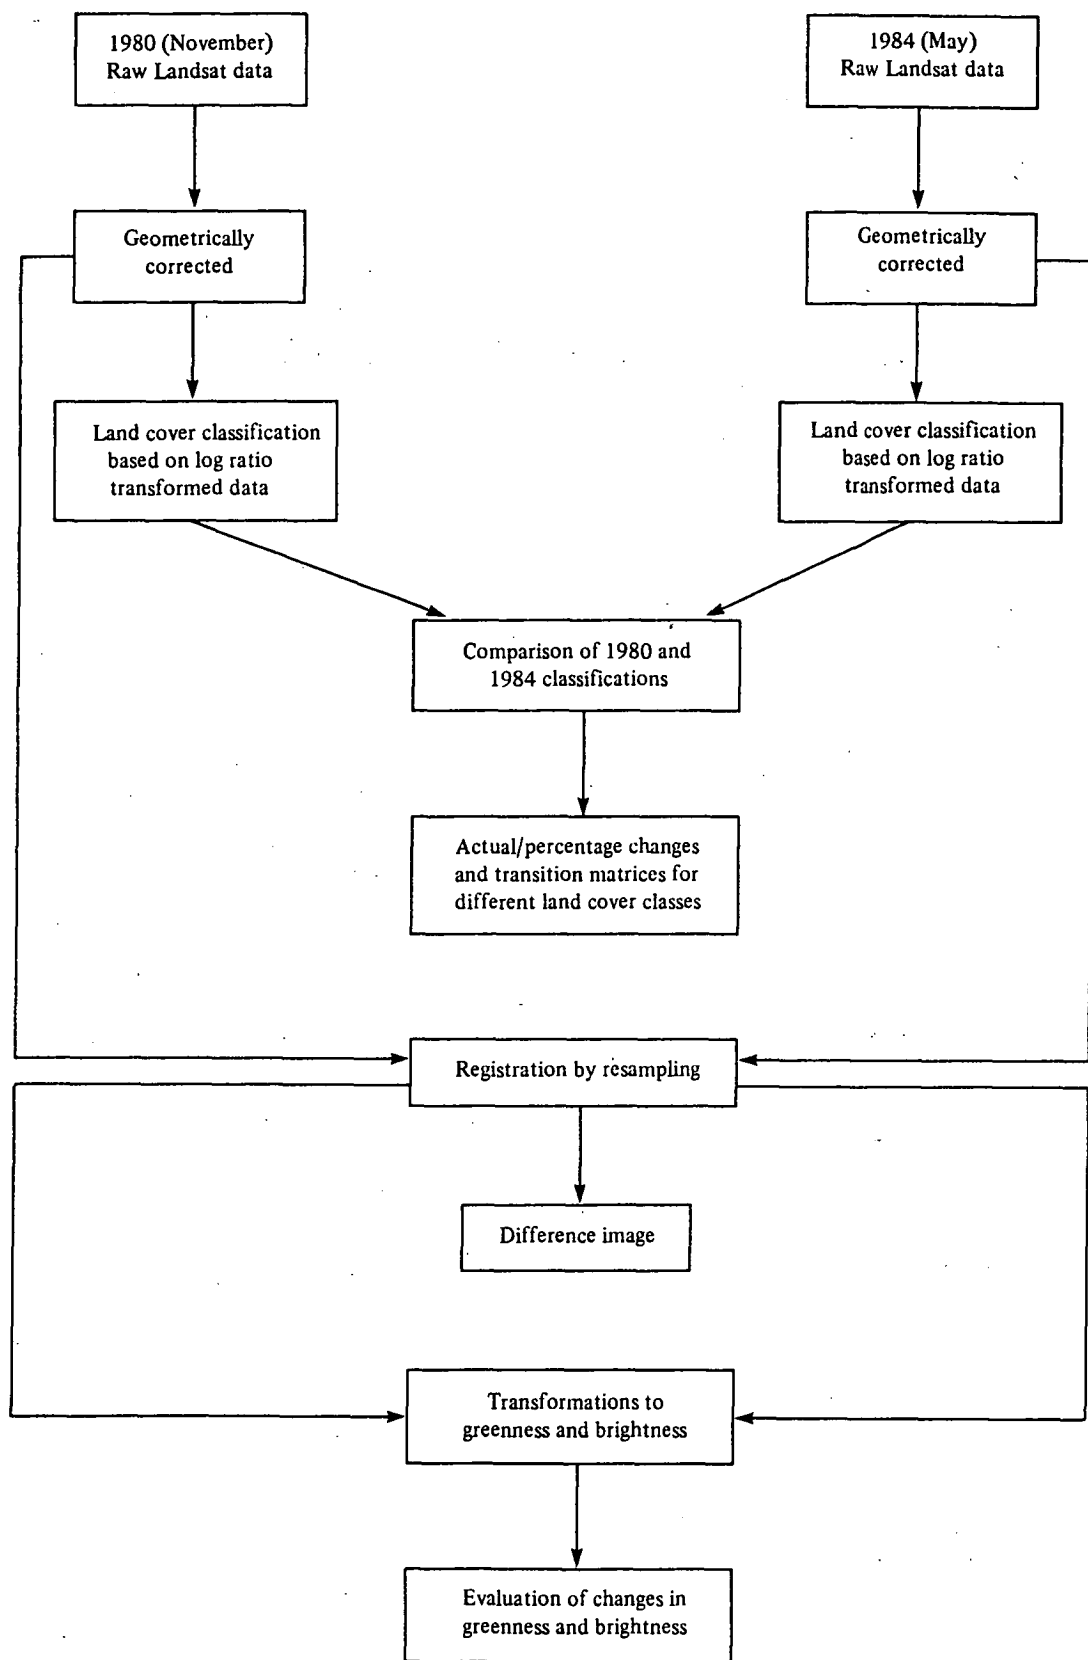 1980 (November)
Raw Landsat data
1984 (May)
Raw Landsat data
Geometrically
corrected
Geometrically
corrected
Land cover classification
based on log ratio
transformed data
Land cover classification
based on log ratio
transformed data
Comparison of 1980 and
1984 classifications
Actual/percentage changes
and transition matrices for
different land cover classes
Registration by resampling
Difference image
Transformations to
greenness and brightness
Evaluation of changes in
greenness and brightness